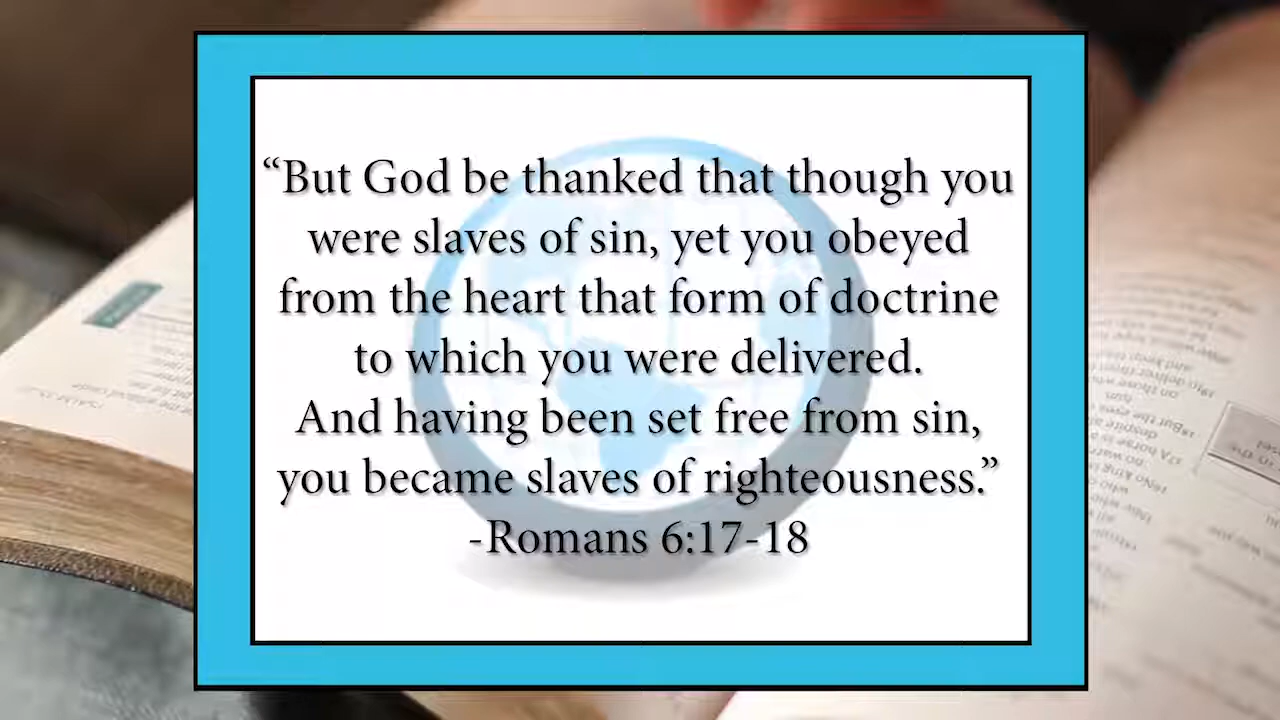 “But God be thanked that though you
were slaves of sin, yet you obeyed
from the heart that form of doctrine
to which you were delivered.
And having been set free from sin,
you became slaves of righteousness.”
-Romans 6:17-18